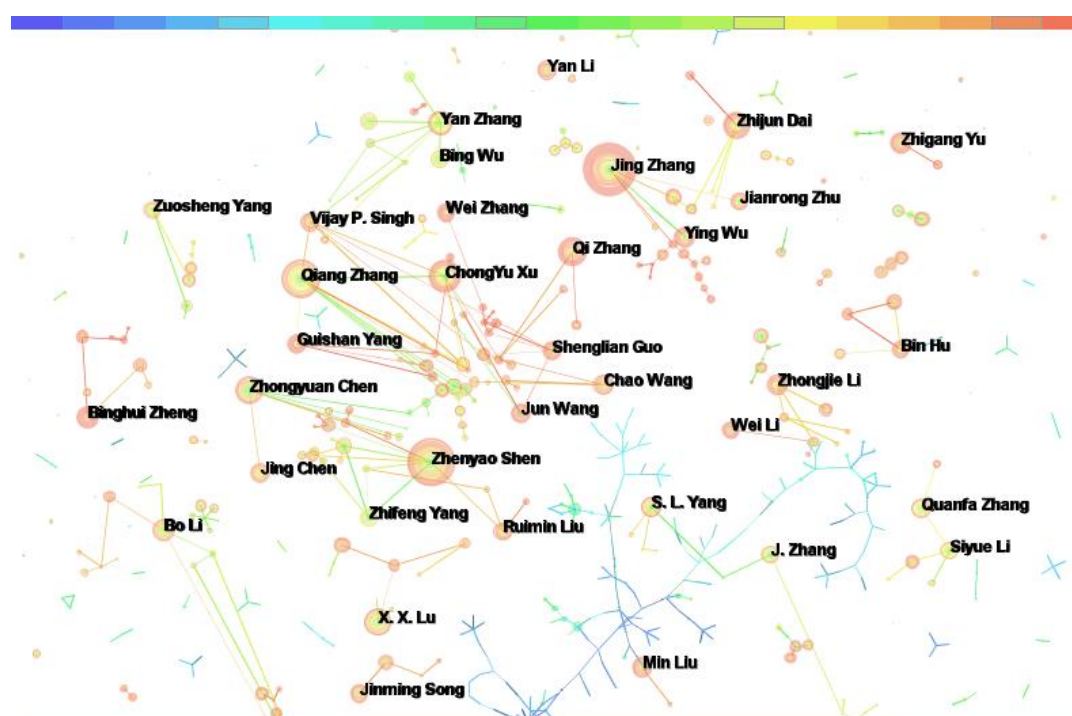 Yan Li
Yan Zhang
Zhijun Dai
Zhigang Yu
Bing Wu
Jing Zhang
Jianrong Zhu
Zuosheng Yang
Wei Zhang
Vijay P. Singh
Ying Wu
Qi Zhang
Qiang Zhang
ChongYu Xu
Guishan Yang
Shenglian Guo
Bin Hu
Zhongyuan Chen
Chao Wang
Zhongjie Li
Binghui Zheng
Jun Wang
Wei Li
Zhenyao Shen
Jing Chen
S. L. Yang
Quanfa Zhang
Zhifeng Yang
Bo Li
Ruimin Liu
J. Zhang
Siyue Li
X. X. Lu
Min Liu
Jinming Song